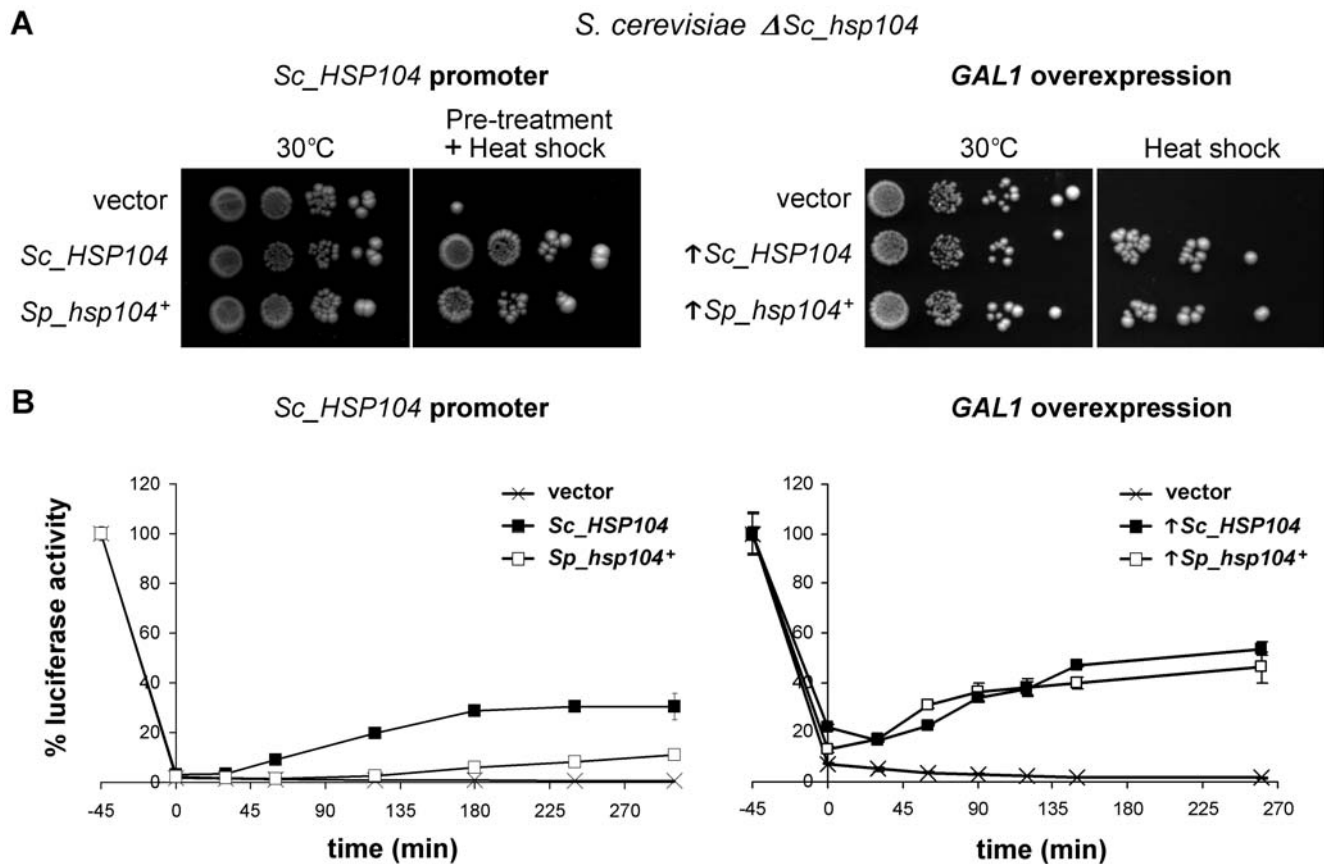 A
S. cerevisiae ΔSc_hsp104
Sc_HSP104 promoter
GAL1 overexpression
30°C
Pre-treatment
+ Heat shock
30°C
Heat shock
vector
Sc_HSP104
Sp_hsp104⁺
vector
↑Sc_HSP104
↑Sp_hsp104⁺
B
Sc_HSP104 promoter
GAL1 overexpression
% luciferase activity
120
100
80
60
40
20
0
-45 0 45 90 135 180 225 270
time (min)
vector
Sc_HSP104
Sp_hsp104⁺
120
100
80
60
40
20
0
-45 0 45 90 135 180 225 270
time (min)
vector
↑Sc_HSP104
↑Sp_hsp104⁺